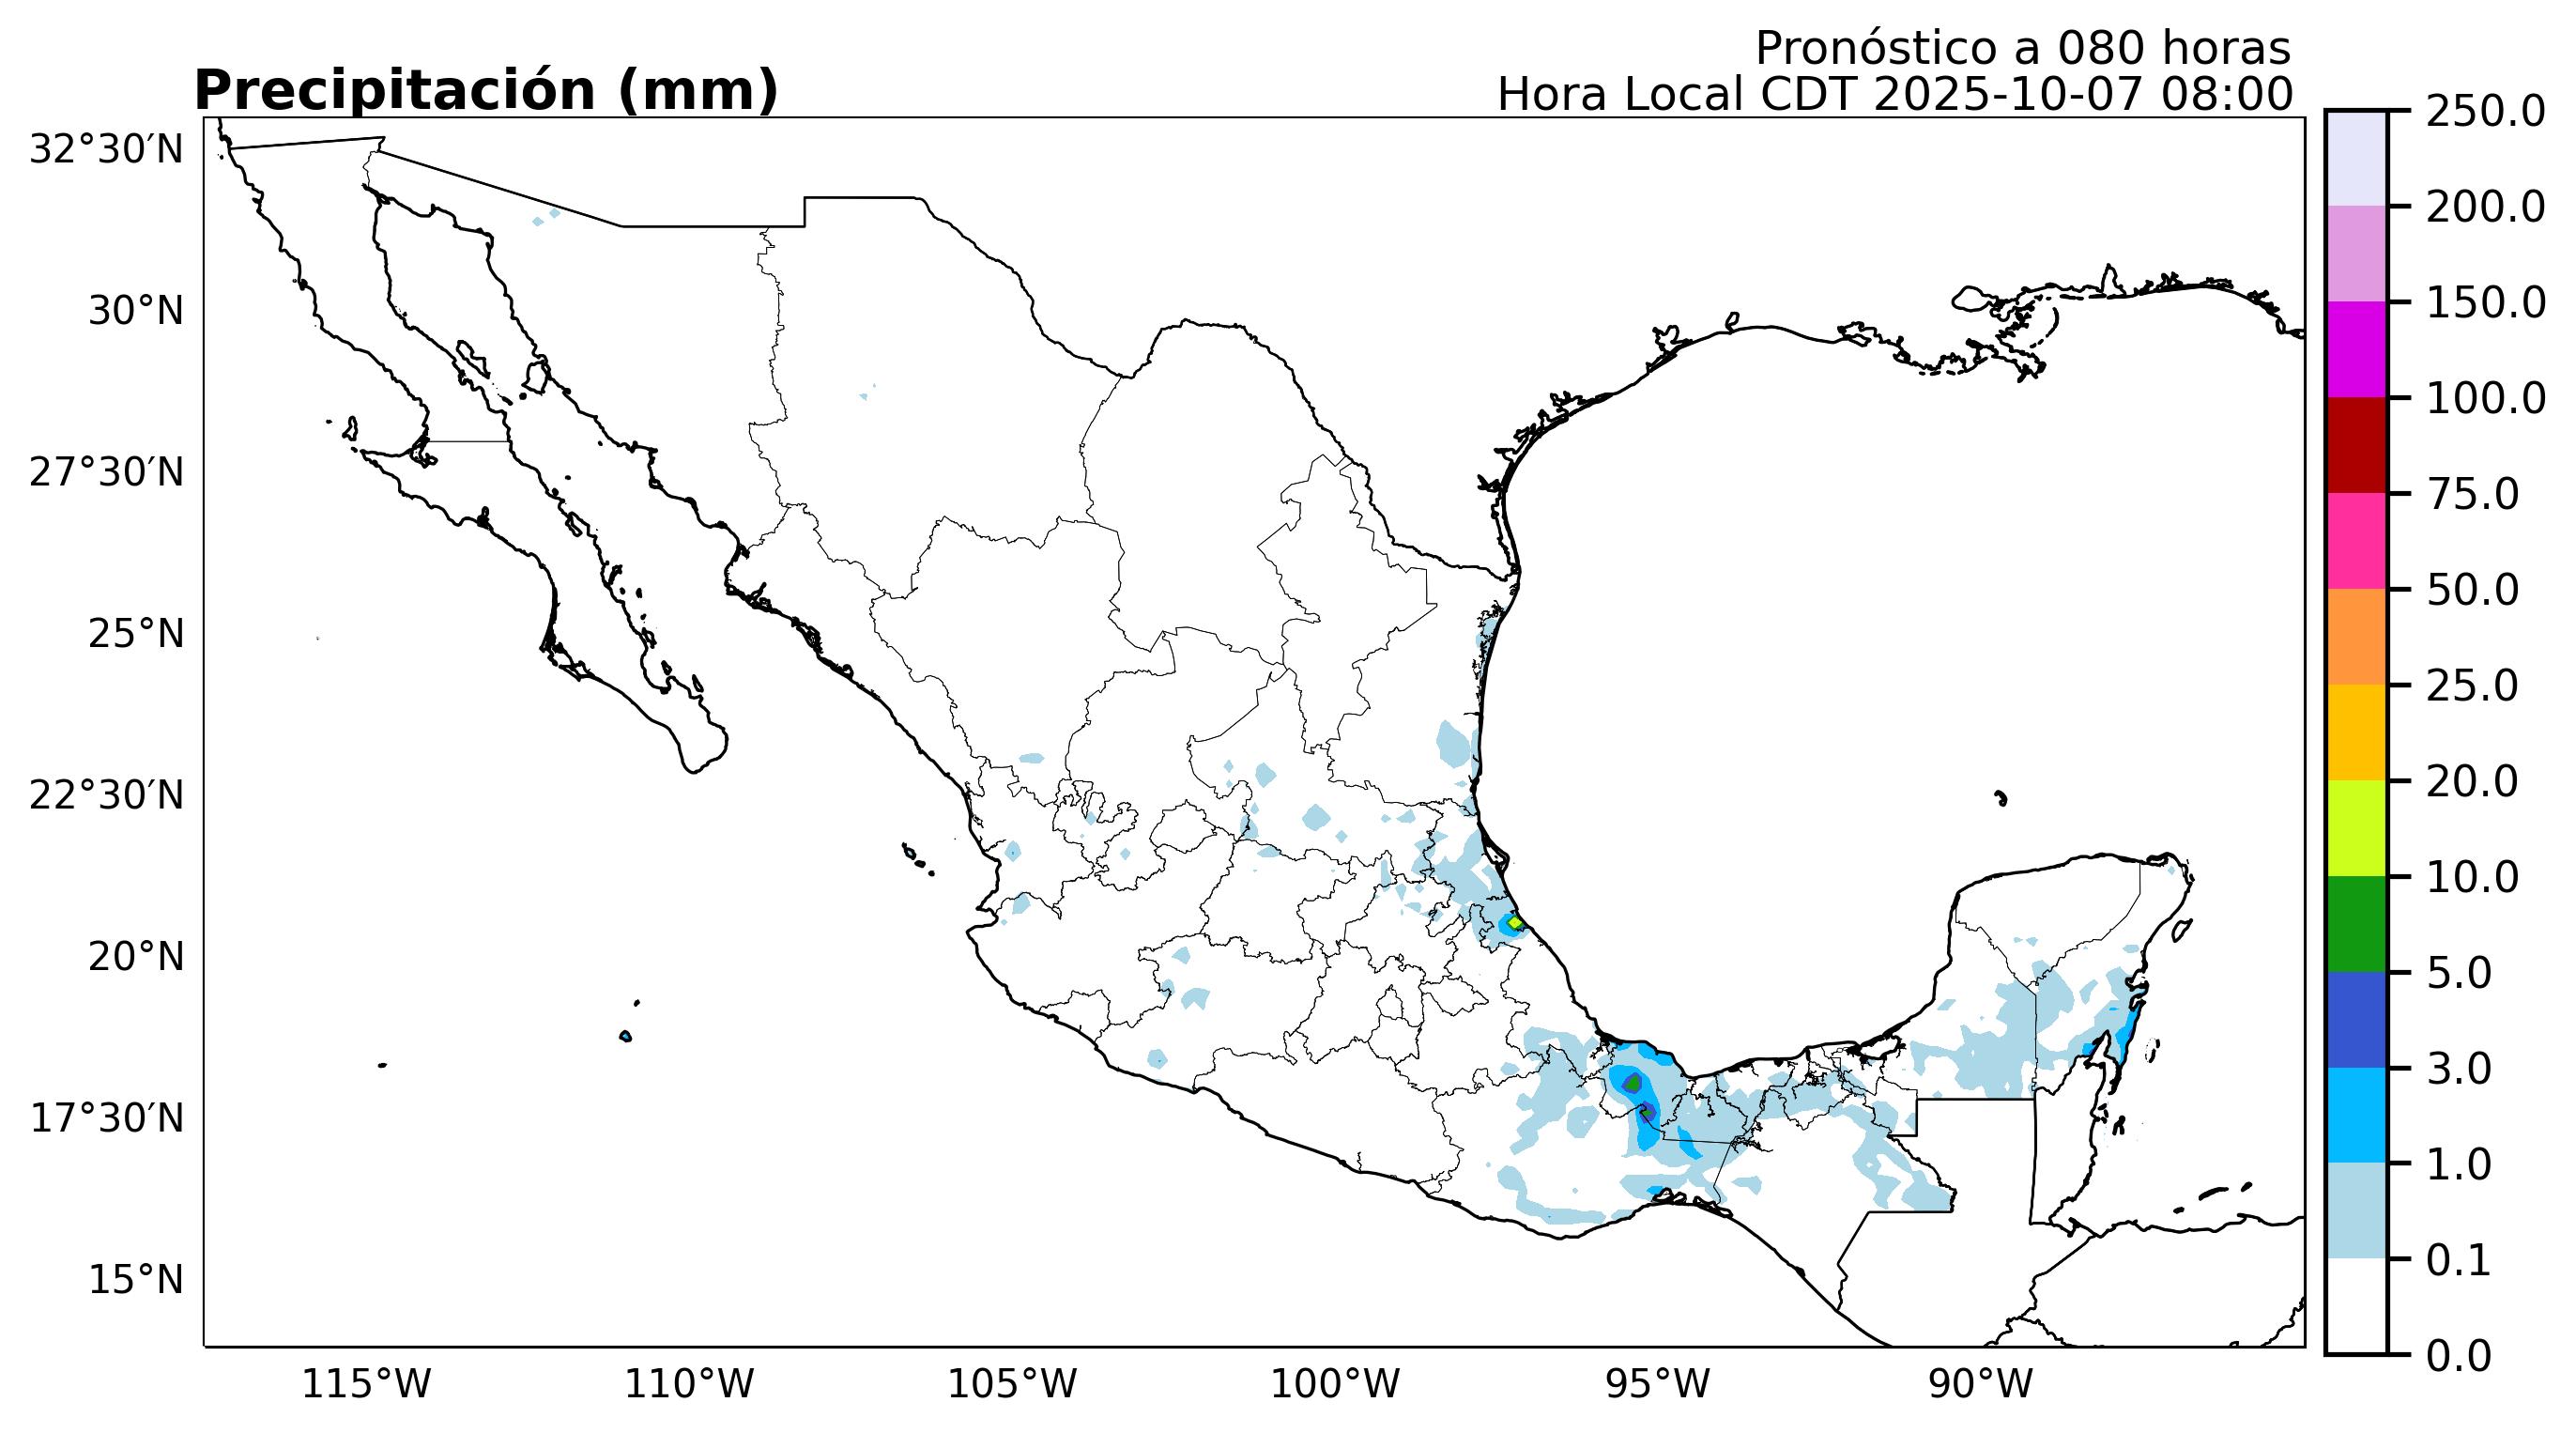 Pronóstico a 080 horas
Precipitación (mm)
Hora Local CDT 2025-10-07 08:00
32°30′N
30°N
27°30′N
25°N
22°30′N
20°N
17°30′N
15°N
115°W
110°W
105°W
100°W
95°W
90°W
250.0
200.0
150.0
100.0
75.0
50.0
25.0
20.0
10.0
5.0
3.0
1.0
0.1
0.0